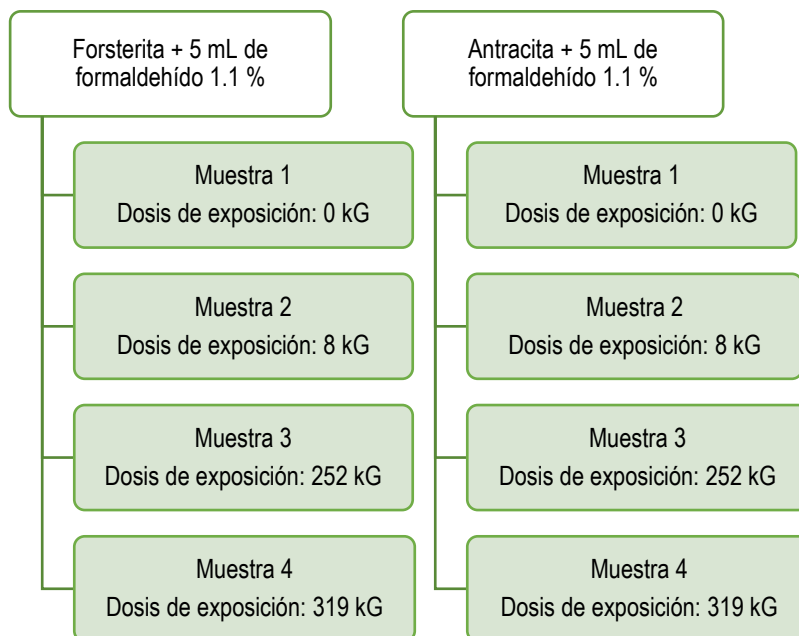 Forsterita + 5 mL de
formaldehído 1.1 %
Muestra 1
Dosis de exposición: 0 kG
Muestra 2
Dosis de exposición: 8 kG
Muestra 3
Dosis de exposición: 252 kG
Muestra 4
Dosis de exposición: 319 kG
Antracita + 5 mL de
formaldehído 1.1 %
Muestra 1
Dosis de exposición: 0 kG
Muestra 2
Dosis de exposición: 8 kG
Muestra 3
Dosis de exposición: 252 kG
Muestra 4
Dosis de exposición: 319 kG